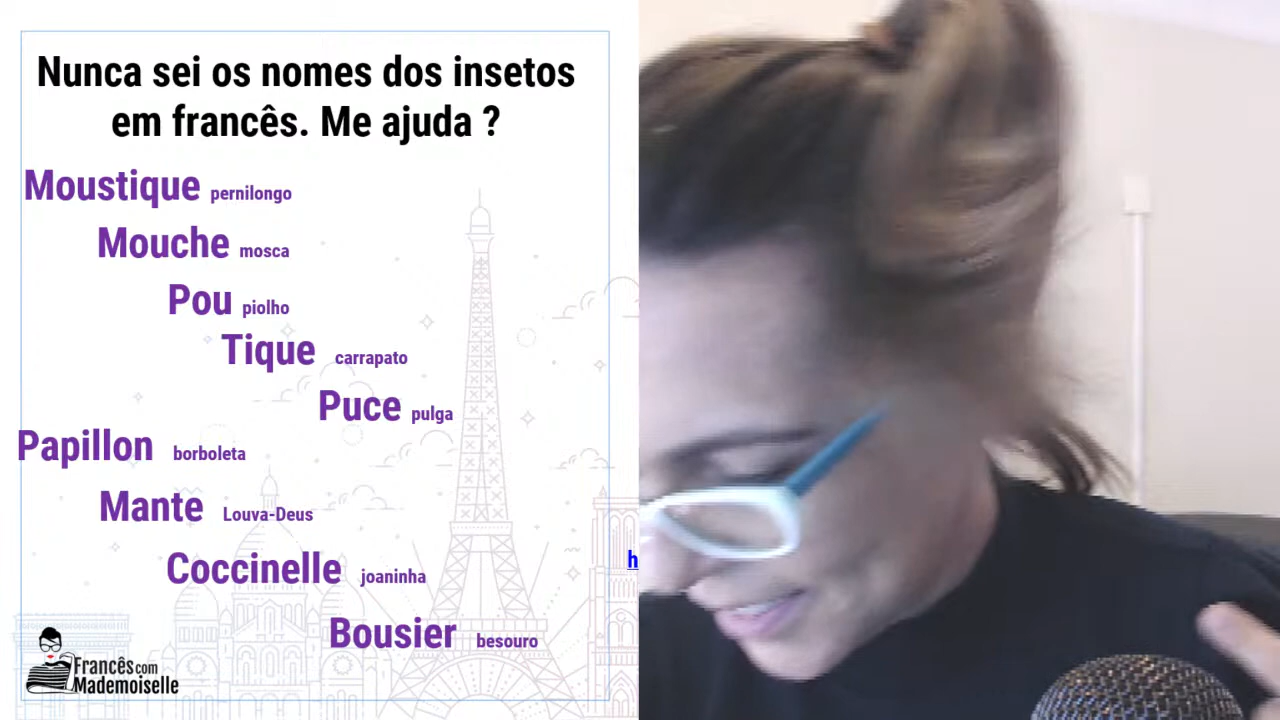 Nunca sei os nomes dos insetos
em francês. Me ajuda ?
Moustique pernilongo
Mouche mosca
Pou piolho
Tique carrapato
Puce pulga
Papillon borboleta
Mante Louva-Deus
Coccinelle joaninha
Bousier besouro
h
Francês com
Mademoiselle